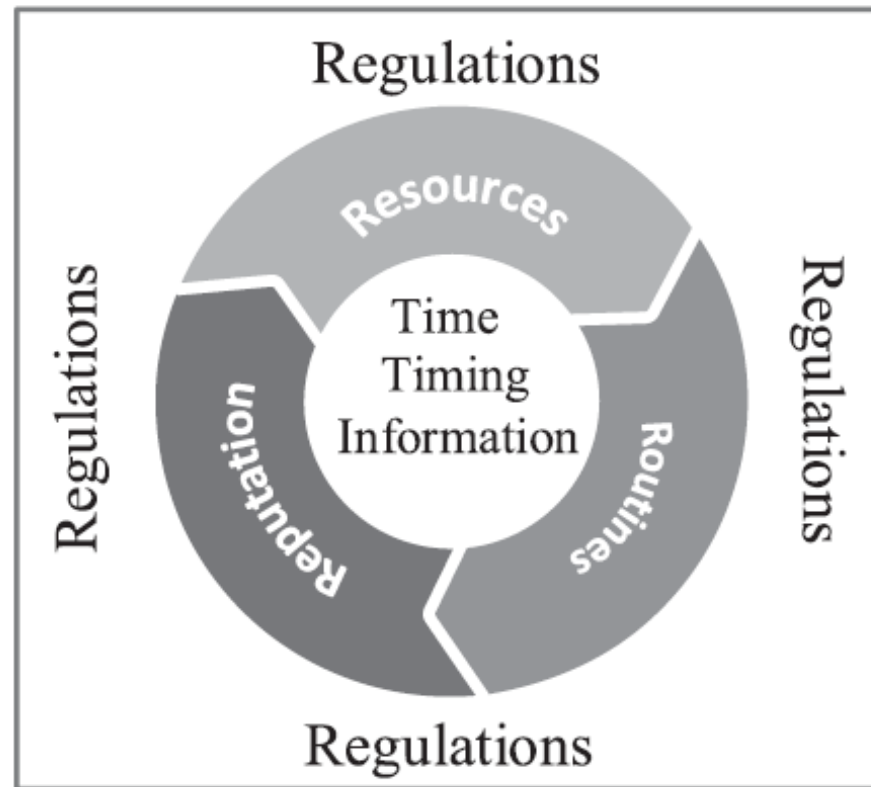 Regulations
Resources
Regulations
Regulations
Time
Timing
Information
Reputation
Routines
Regulations